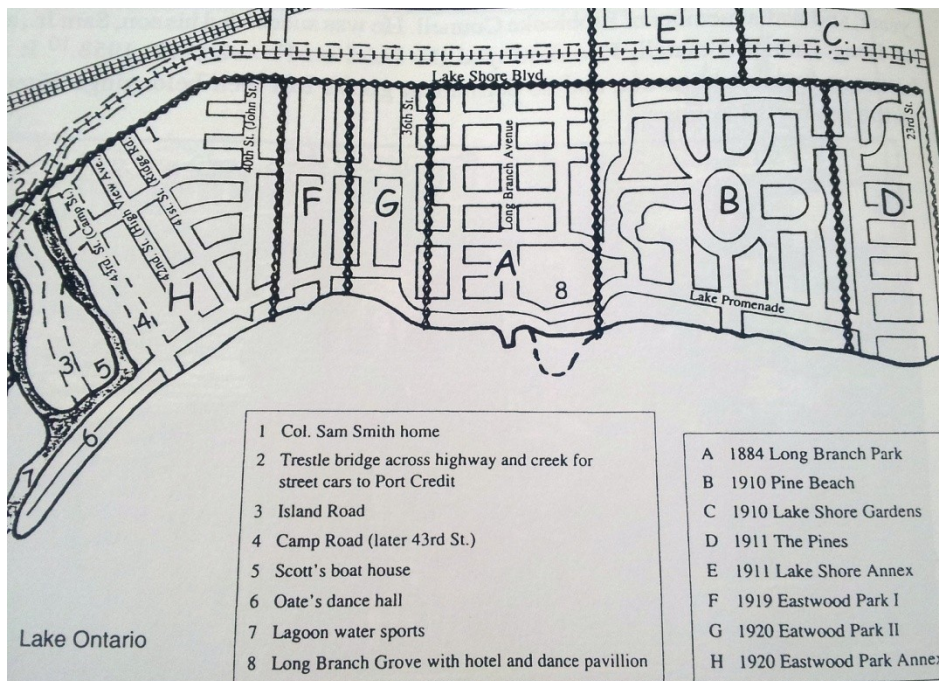 Council. He was
E
C
Lake Shore Blvd.
40th St. (John St.)
36th St.
23rd St.
1
2
41st. St. (Ridge Rd.)
42nd. St. (High View Ave.)
43rd. St. (Camp St.)
Long Branch Avenue
F
G
A
B
D
H
8
Lake Promenade
4
3
5
6
7
1 Col. Sam Smith home
2 Trestle bridge across highway and creek for
street cars to Port Credit
3 Island Road
4 Camp Road (later 43rd St.)
5 Scott's boat house
6 Oate's dance hall
7 Lagoon water sports
8 Long Branch Grove with hotel and dance pavillion
A 1884 Long Branch Park
B 1910 Pine Beach
C 1910 Lake Shore Gardens
D 1911 The Pines
E 1911 Lake Shore Annex
F 1919 Eastwood Park I
G 1920 Eatwood Park II
H 1920 Eastwood Park Annex
Lake Ontario